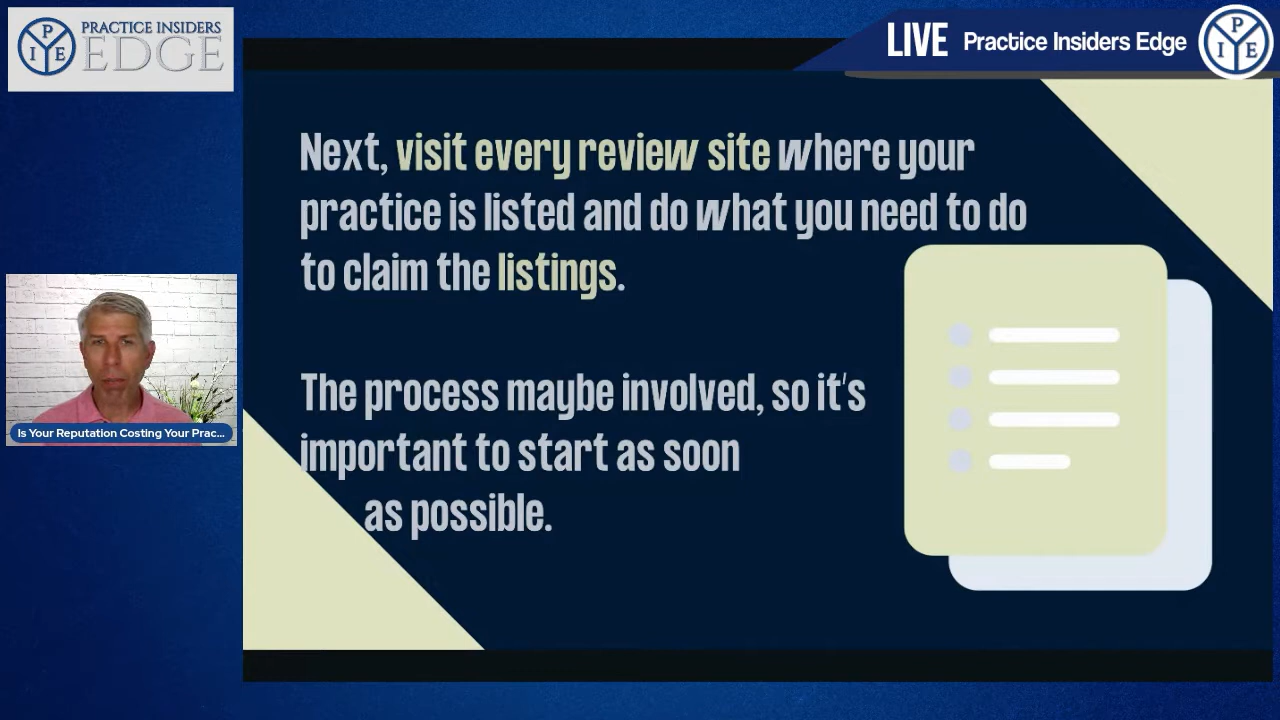 PRACTICE INSIDERS
EDGE
P
I E
LIVE Practice Insiders Edge
P
I E
Next, visit every review site where your
practice is listed and do what you need to do
to claim the listings.
The process maybe involved, so it's
important to start as soon
as possible.
Is Your Reputation Costing Your Prac...